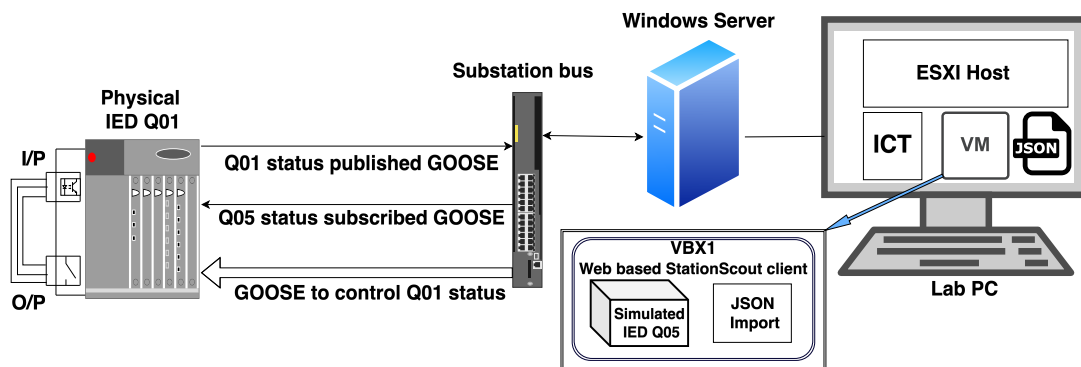 Windows Server
Substation bus
Physical
IED Q01
I/P
O/P
Q01 status published GOOSE
Q05 status subscribed GOOSE
GOOSE to control Q01 status
ESXI Host
ICT
VM
JSON
Lab PC
VBX1
Web based StationScout client
Simulated
IED Q05
JSON
Import